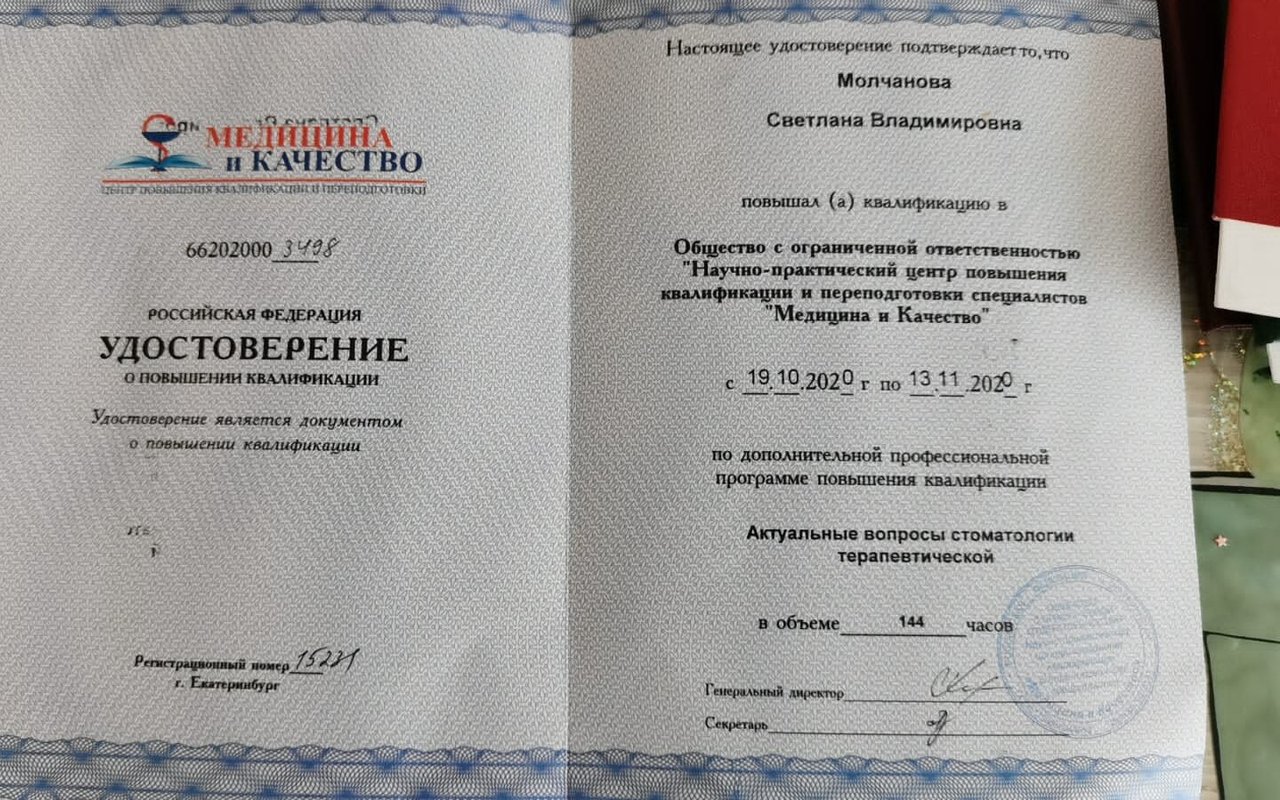 МЕДИЦИНА
и КАЧЕСТВО
ЦЕНТР ПОВЫШЕНИЯ КВАЛИФИКАЦИИ И ПЕРЕПОДГОТОВКИ
66202000 3498
РОССИЙСКАЯ ФЕДЕРАЦИЯ
УДОСТОВЕРЕНИЕ
О ПОВЫШЕНИИ КВАЛИФИКАЦИИ
Удостоверение является документом
о повышении квалификации
Регистрационный номер 15221
г. Екатеринбург
Настоящее удостоверение подтверждает то, что
Молчанова
Светлана Владимировна
повышал (а) квалификацию в
Общество с ограниченной ответственностью
"Научно-практический центр повышения
квалификации и переподготовки специалистов
"Медицина и Качество"
с 19.10.2020 г по 13.11.2020 г
по дополнительной профессиональной
программе повышения квалификации
Актуальные вопросы стоматологии
терапевтической
в объеме 144 часов
Генеральный директор
Секретарь